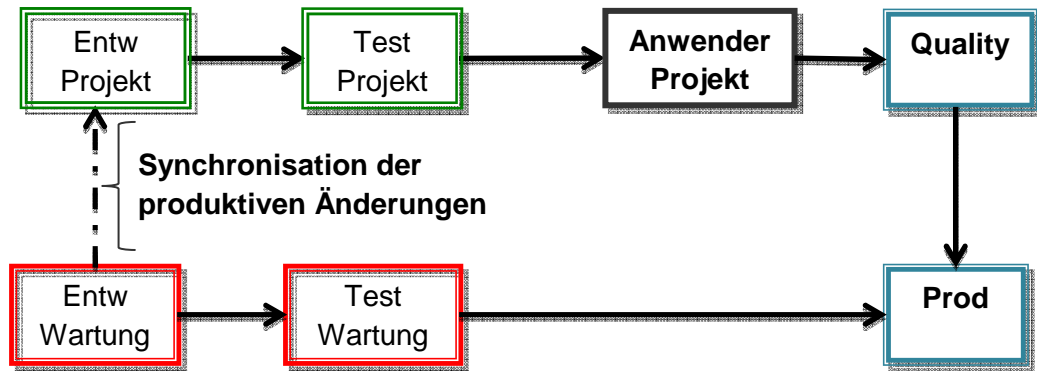 Entw
Projekt
Test
Projekt
Anwender
Projekt
Quality
Synchronisation der
produktiven Änderungen
Entw
Wartung
Test
Wartung
Prod